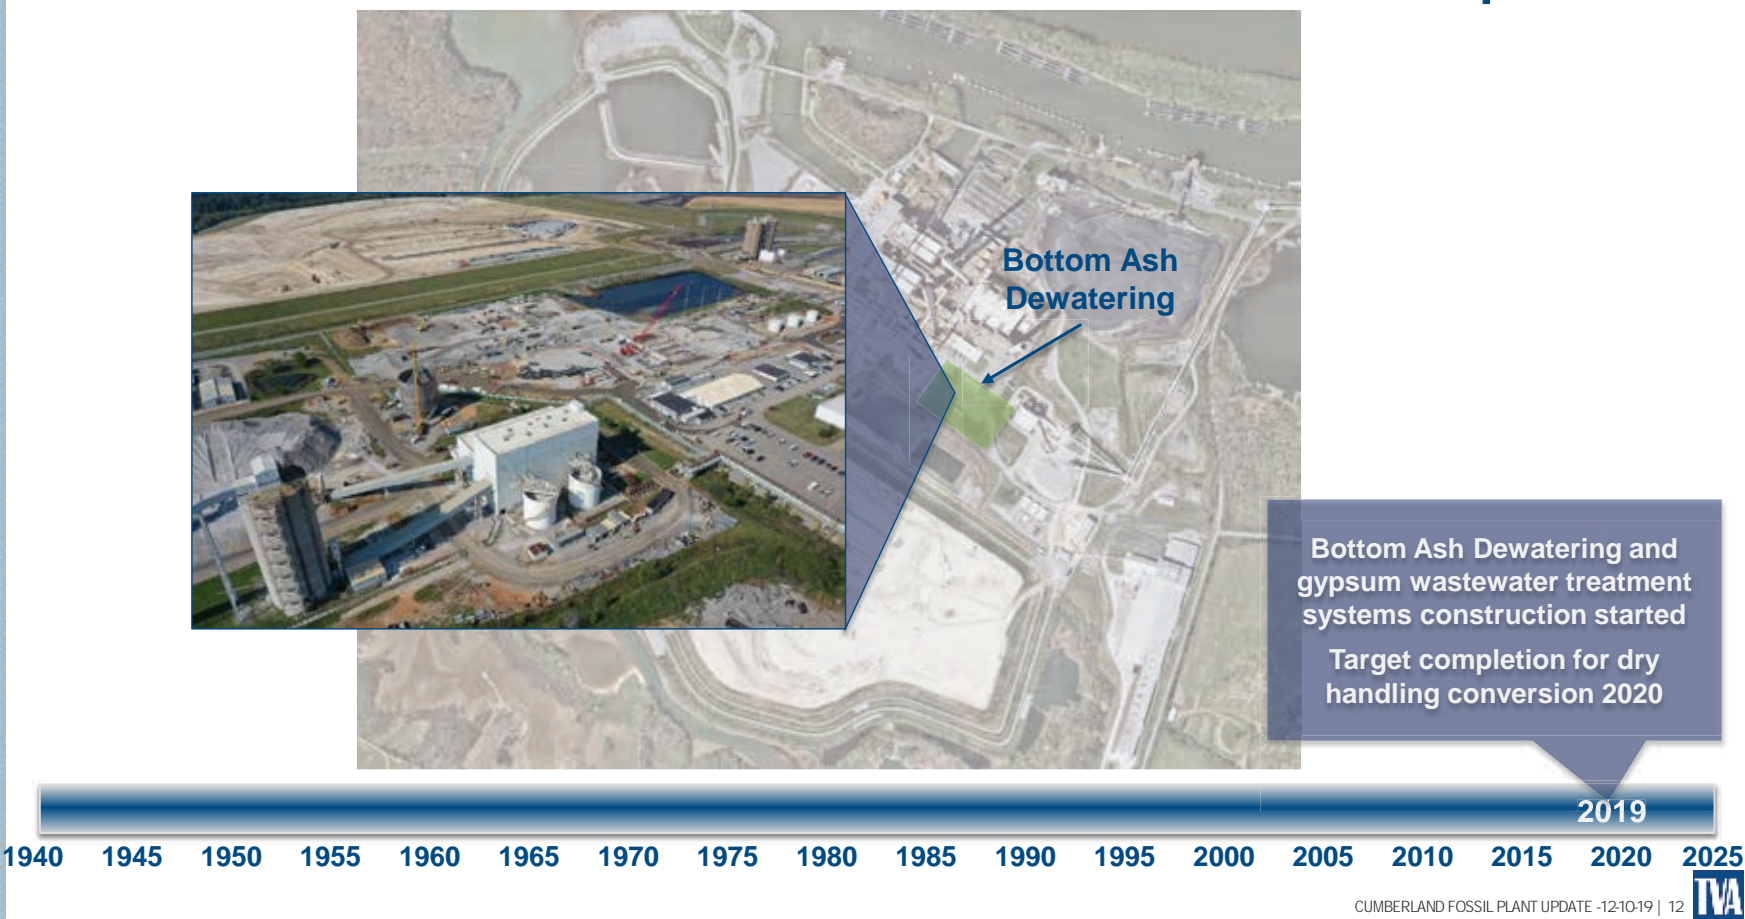 Bottom Ash
Dewatering
Bottom Ash Dewatering and
gypsum wastewater treatment
systems construction started
Target completion for dry
handling conversion 2020
2019
1940 1945 1950 1955 1960 1965 1970 1975 1980 1985 1990 1995 2000 2005 2010 2015 2020 2025
CUMBERLAND FOSSIL PLANT UPDATE -12-10-19 | 12
TVA